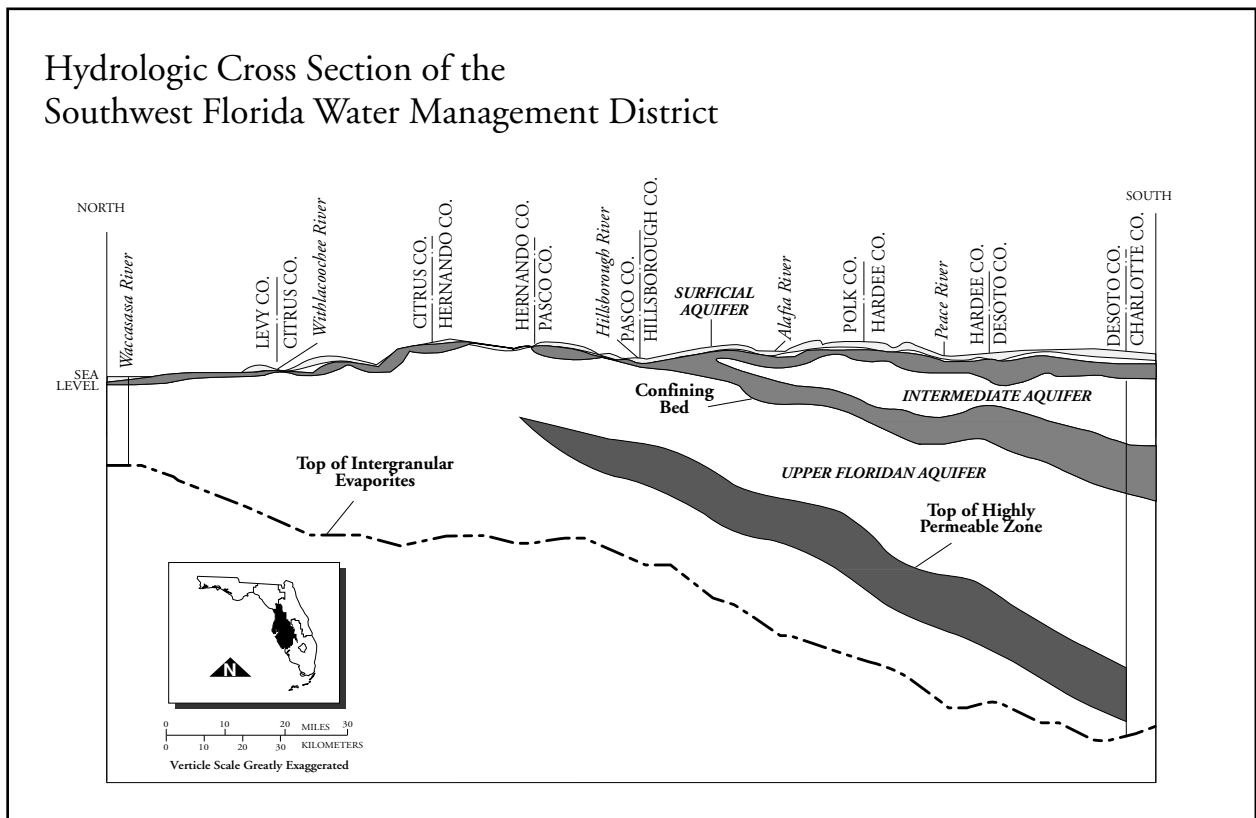 Hydrologic Cross Section of the
Southwest Florida Water Management District
NORTH
SOUTH
Waccasassa River
LEVY CO.
CITRUS CO.
Withlacoochee River
CITRUS CO.
HERNANDO CO.
HERNANDO CO.
PASCO CO.
Hillsborough River
PASCO CO.
HILLSBOROUGH CO.
SURFICIAL
AQUIFER
Alafia River
POLK CO.
HARDEE CO.
Peace River
HARDEE CO.
DESOTO CO.
DESOTO CO.
CHARLOTTE CO.
SEA
LEVEL
Confining
Bed
INTERMEDIATE AQUIFER
Top of Intergranular
Evaporites
UPPER FLORIDAN AQUIFER
Top of Highly
Permeable Zone
N
0 10 20 MILES 30
0 10 20 30 KILOMETERS
Verticle Scale Greatly Exaggerated